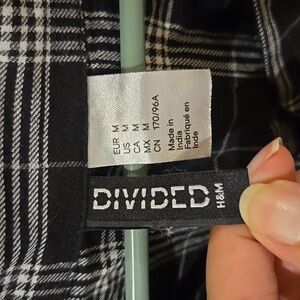 EUR M
US M
CA M
MX M
CN 170/96A
Made in
India
Fabriqué en
Inde
DIVIDED
H&M